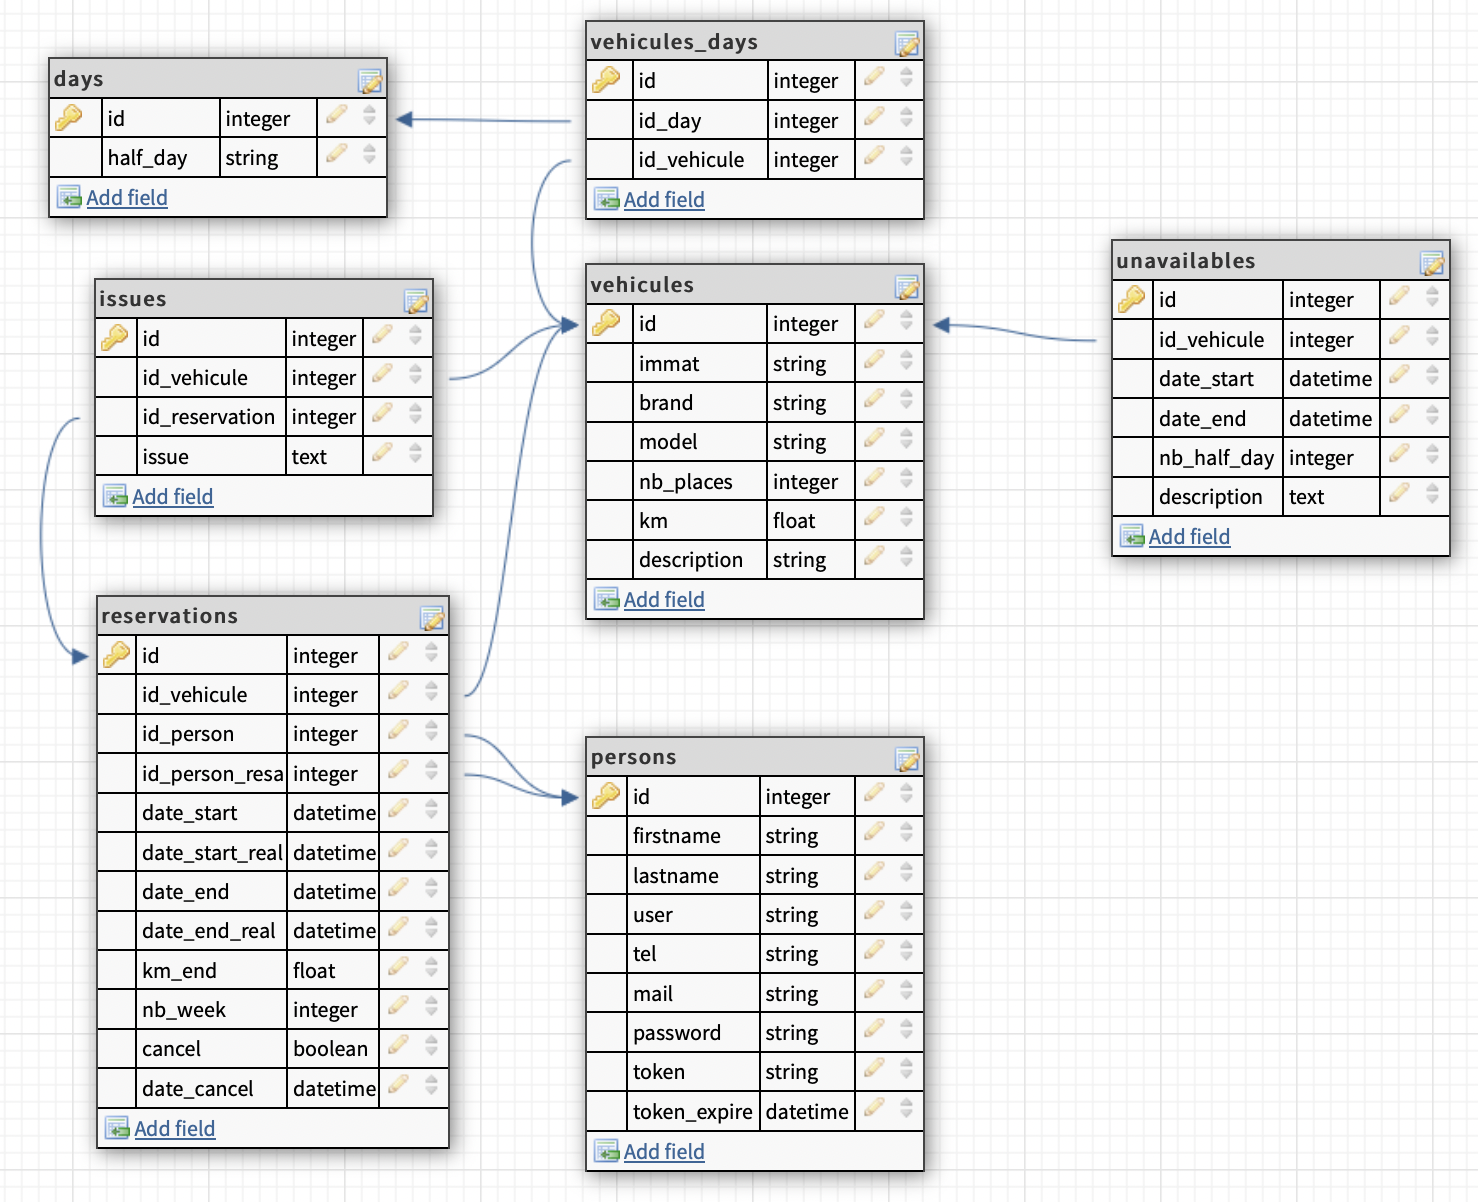 days
id integer
half_day string
Add field
vehicules_days
id integer
id_day integer
id_vehicule integer
Add field
issues
id integer
id_vehicule integer
id_reservation integer
issue text
Add field
vehicules
id integer
immat string
brand string
model string
nb_places integer
km float
description string
Add field
unavailables
id integer
id_vehicule integer
date_start datetime
date_end datetime
nb_half_day integer
description text
Add field
reservations
id integer
id_vehicule integer
id_person integer
id_person_resa integer
date_start datetime
date_start_real datetime
date_end datetime
date_end_real datetime
km_end float
nb_week integer
cancel boolean
date_cancel datetime
Add field
persons
id integer
firstname string
lastname string
user string
tel string
mail string
password string
token string
token_expire datetime
Add field